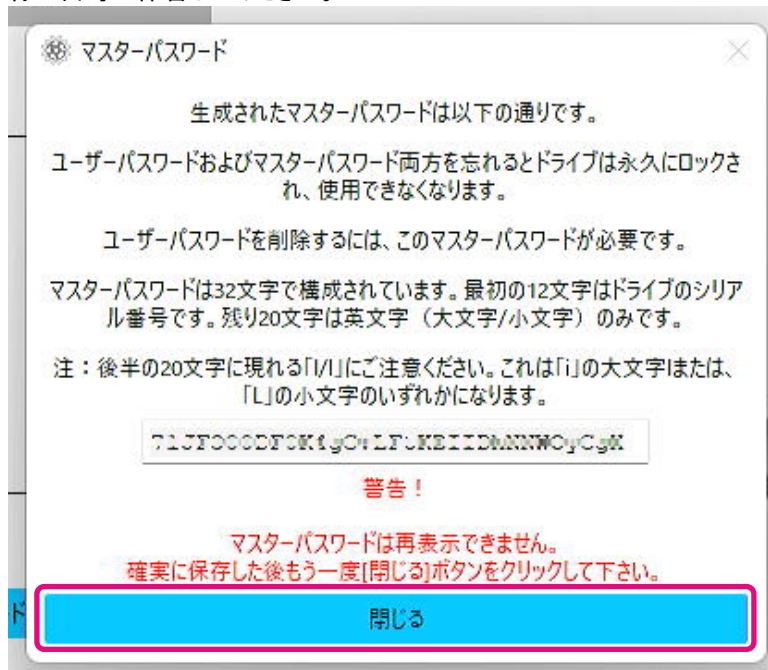 マスターパスワード
生成されたマスターパスワードは以下の通りです。
ユーザーパスワードおよびマスターパスワード両方を忘れるとドライブは永久にロックさ
れ、使用できなくなります。
ユーザーパスワードを削除するには、このマスターパスワードが必要です。
マスターパスワードは32文字で構成されています。最初の12文字はドライブのシリア
ル番号です。残り20文字は英文字（大文字/小文字）のみです。
注：後半の20文字に現れる「I/l」にご注意ください。これは「i」の大文字Iまたは、
「L」の小文字のいずれかになります。
警告！
マスターパスワードは再表示できません。
確実に保存した後もう一度[閉じる]ボタンをクリックして下さい。
閉じる